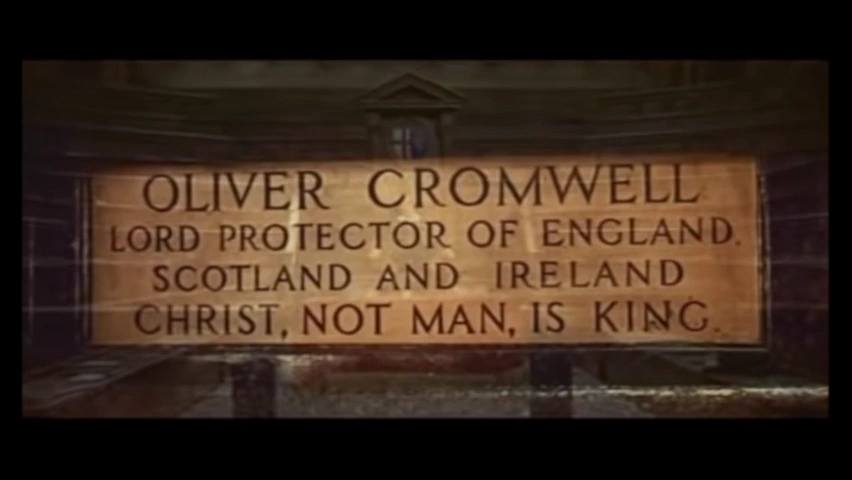 OLIVER CROMWELL
LORD PROTECTOR OF ENGLAND.
SCOTLAND AND IRELAND
CHRIST, NOT MAN, IS KING.